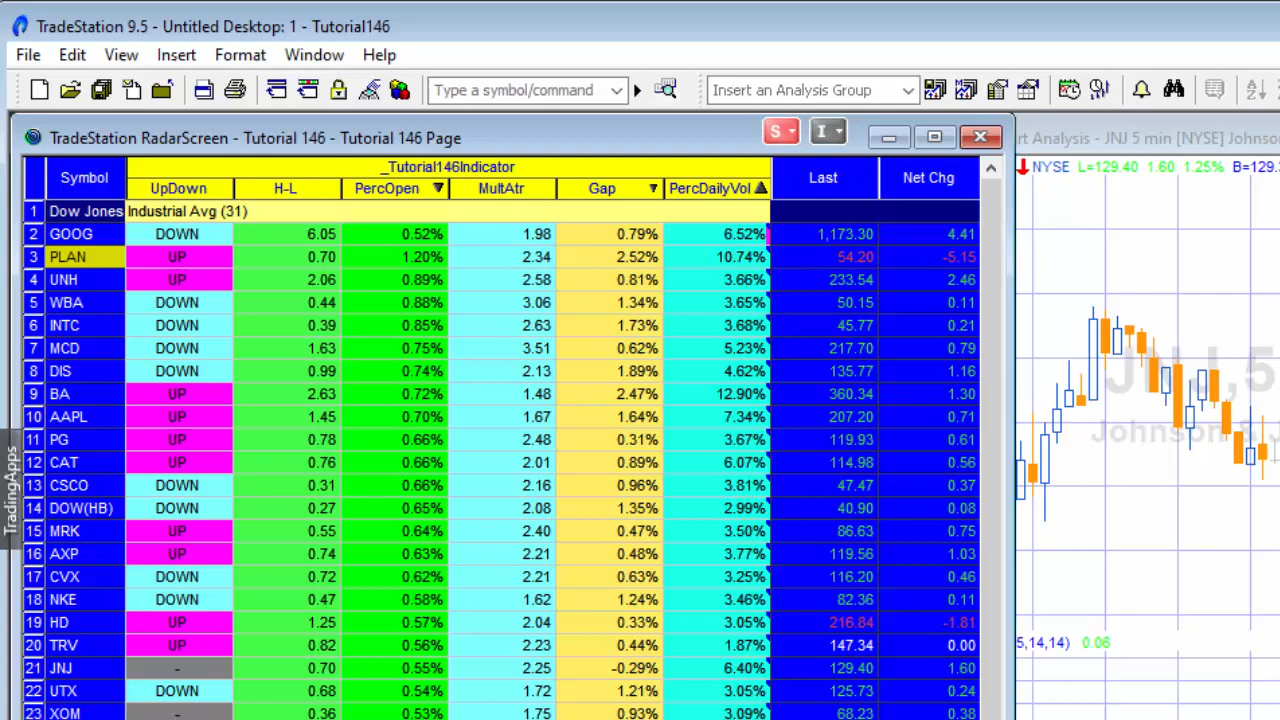 TradeStation 9.5 - Untitled Desktop: 1 - Tutorial146
File Edit View Insert Format Window Help
Type a symbol/command Insert an Analysis Group
TradeStation RadarScreen - Tutorial 146 - Tutorial 146 Page S I
rt Analysis - JNJ 5 min [NYSE] Johnson
NYSE L=129.40 1.60 1.25% B=129.
Symbol _Tutorial146Indicator Last Net Chg
UpDown H-L PercOpen MultAtr Gap PercDailyVol
1 Dow Jones Industrial Avg (31)
2 GOOG DOWN 6.05 0.52% 1.98 0.79% 6.52% 1,173.30 4.41
3 PLAN UP 0.70 1.20% 2.34 2.52% 10.74% 54.20 -5.15
4 UNH UP 2.06 0.89% 2.58 0.81% 3.66% 233.54 2.46
5 WBA DOWN 0.44 0.88% 3.06 1.34% 3.65% 50.15 0.11
6 INTC DOWN 0.39 0.85% 2.63 1.73% 3.68% 45.77 0.21
7 MCD DOWN 1.63 0.75% 3.51 0.62% 5.23% 217.70 0.79
8 DIS DOWN 0.99 0.74% 2.13 1.89% 4.62% 135.77 1.16
9 BA UP 2.63 0.72% 1.48 2.47% 12.90% 360.34 1.30
10 AAPL UP 1.45 0.70% 1.67 1.64% 7.34% 207.20 0.71
11 PG UP 0.78 0.66% 2.48 0.31% 3.67% 119.93 0.61
12 CAT UP 0.76 0.66% 2.01 0.89% 6.07% 114.98 0.56
13 CSCO DOWN 0.31 0.66% 2.16 0.96% 3.81% 47.47 0.37
14 DOW(HB) DOWN 0.27 0.65% 2.08 1.35% 2.99% 40.90 0.08
15 MRK UP 0.55 0.64% 2.40 0.47% 3.50% 86.63 0.75
16 AXP UP 0.74 0.63% 2.21 0.48% 3.77% 119.56 1.03
17 CVX DOWN 0.72 0.62% 2.21 0.63% 3.25% 116.20 0.46
18 NKE DOWN 0.47 0.58% 1.62 1.24% 3.46% 82.36 0.11
19 HD UP 1.25 0.57% 2.04 0.33% 3.05% 216.84 -1.81
20 TRV UP 0.82 0.56% 2.23 0.44% 1.87% 147.34 0.00
21 JNJ - 0.70 0.55% 2.25 -0.29% 6.40% 129.40 1.60
22 UTX DOWN 0.68 0.54% 1.72 1.21% 3.05% 125.73 0.24
23 XOM - 0.36 0.53% 1.75 0.93% 3.09% 68.23 0.38
TradingApps
JNJ,5
Johnson & J
5,14,14) 0.06